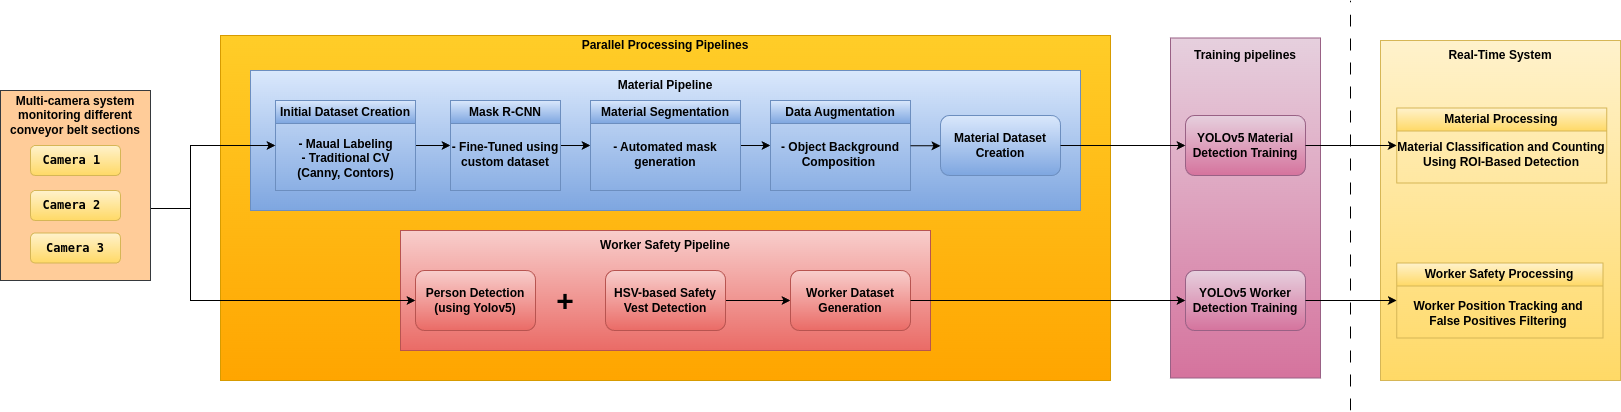 Parallel Processing Pipelines
Training pipelines
Real-Time System
Multi-camera system
monitoring different
conveyor belt sections
Camera 1
Camera 2
Camera 3
Material Pipeline
Initial Dataset Creation
- Maual Labeling
- Traditional CV
(Canny, Contors)
Mask R-CNN
- Fine-Tuned using
custom dataset
Material Segmentation
- Automated mask
generation
Data Augmentation
- Object Background
Composition
Material Dataset
Creation
YOLOv5 Material
Detection Training
Material Processing
Material Classification and Counting
Using ROI-Based Detection
Worker Safety Pipeline
Person Detection
(using Yolov5)
+
HSV-based Safety
Vest Detection
Worker Dataset
Generation
YOLOv5 Worker
Detection Training
Worker Safety Processing
Worker Position Tracking and
False Positives Filtering